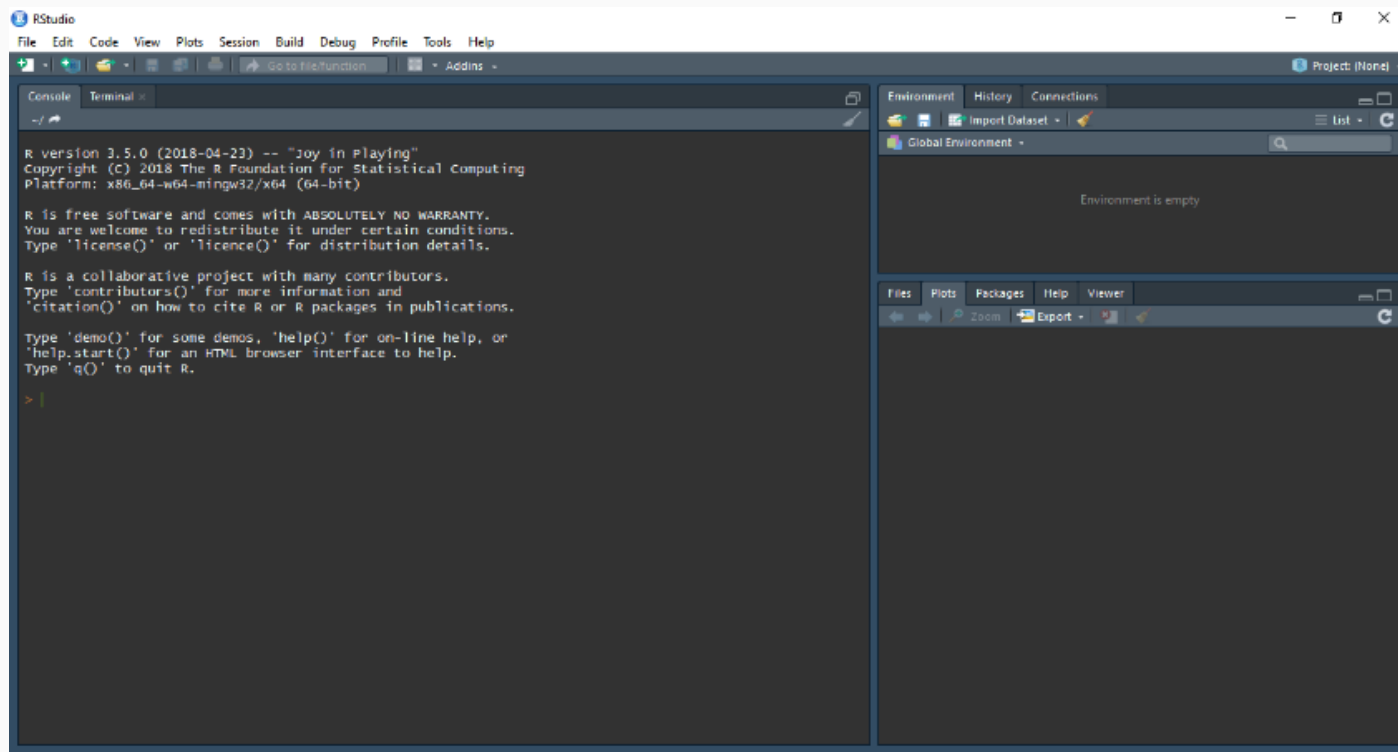 RStudio
File Edit Code View Plots Session Build Debug Profile Tools Help
Go to file/function Addins Project: (None)
Console Terminal
~/
R version 3.5.0 (2018-04-23) -- "Joy in Playing"
Copyright (C) 2018 The R Foundation for Statistical Computing
Platform: x86_64-w64-mingw32/x64 (64-bit)
R is free software and comes with ABSOLUTELY NO WARRANTY.
You are welcome to redistribute it under certain conditions.
Type 'license()' or 'licence()' for distribution details.
R is a collaborative project with many contributors.
Type 'contributors()' for more information and
'citation()' on how to cite R or R packages in publications.
Type 'demo()' for some demos, 'help()' for on-line help, or
'help.start()' for an HTML browser interface to help.
Type 'q()' to quit R.
>
Environment History Connections
Import Dataset List
Global Environment
Environment is empty
Files Plots Packages Help Viewer
Zoom Export